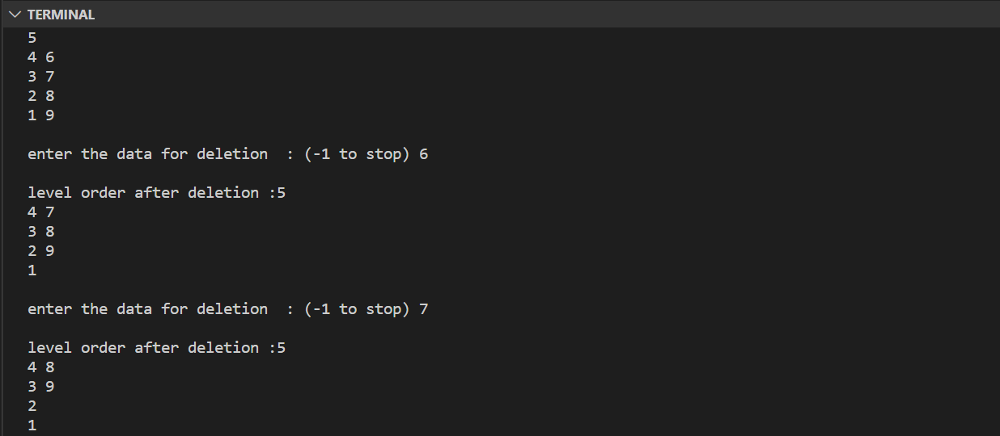 TERMINAL
5
4 6
3 7
2 8
1 9
enter the data for deletion  : (-1 to stop) 6
level order after deletion :5
4 7
3 8
2 9
1
enter the data for deletion  : (-1 to stop) 7
level order after deletion :5
4 8
3 9
2
1